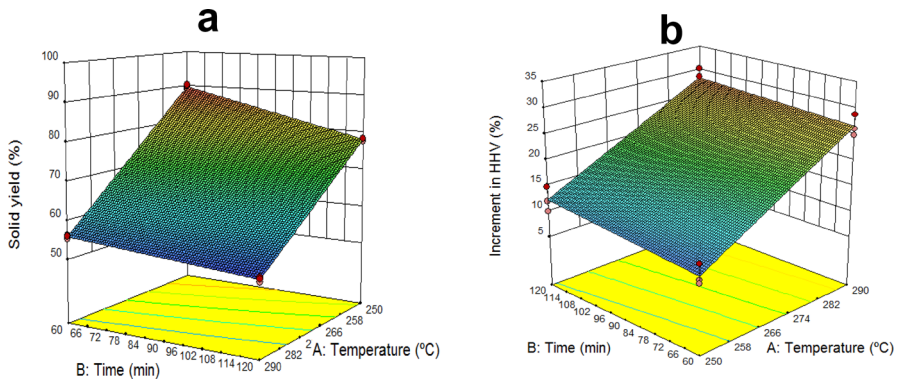 a
100
90
80
70
60
50
Solid yield (%)
60 66 72 78 84 90 96 102 108 114 120
B: Time (min)
290 282 2 266 258 250
A: Temperature (ºC)
b
35
30
25
20
15
10
5
Increment in HHV (%)
120 114 108 102 96 90 84 78 72 66 60
B: Time (min)
250 258 266 274 282 290
A: Temperature (ºC)